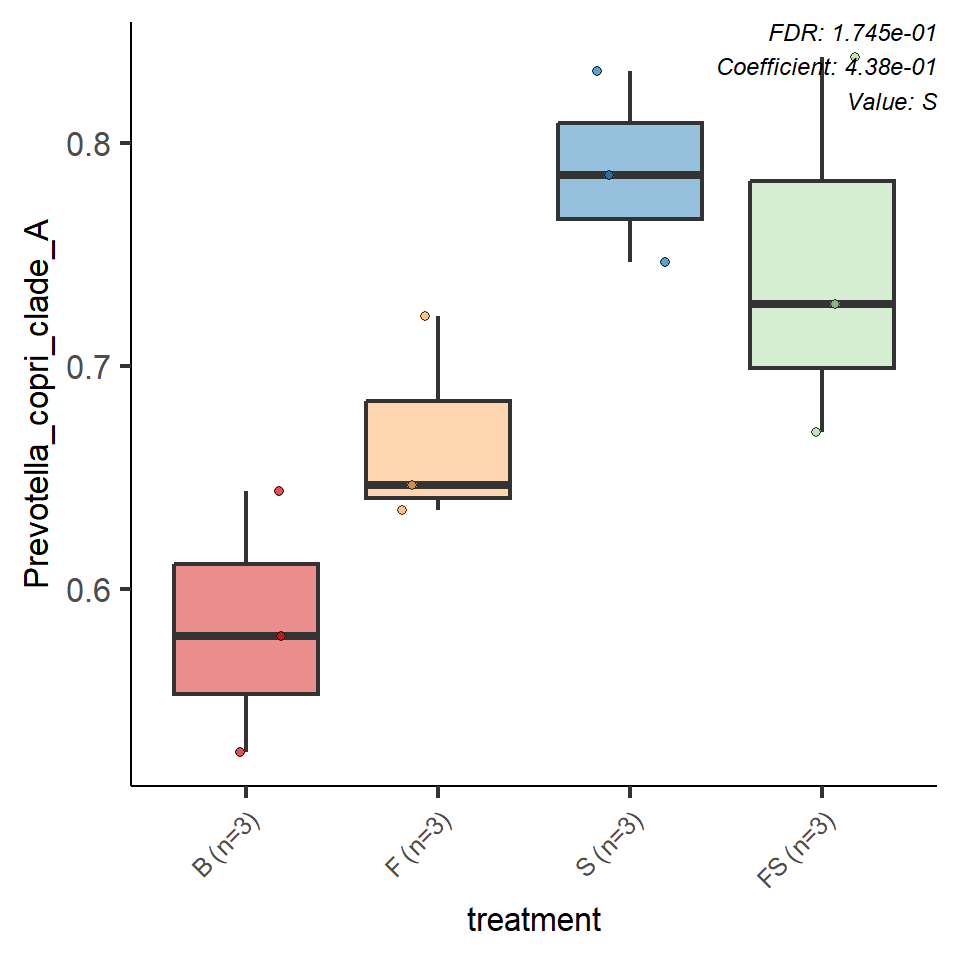 FDR: 1.745e-01
Coefficient: 4.38e-01
Value: S
Prevotella_copri_clade_A
0.8
0.7
0.6
B (n=3)
F (n=3)
S (n=3)
FS (n=3)
treatment